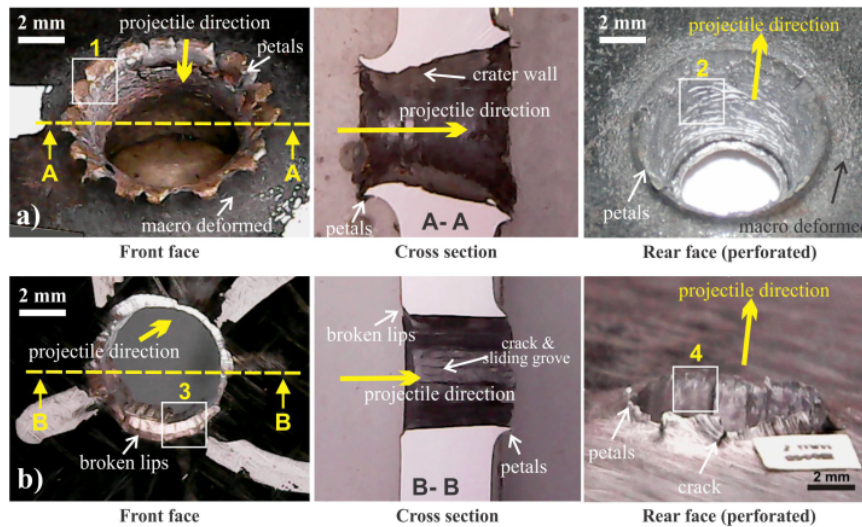 2 mm
1
projectile direction
petals
A
A
macro deformed
a)
Front face
crater wall
projectile direction
A- A
petals
Cross section
2 mm
projectile direction
2
petals
macro deformed
Rear face (perforated)
2 mm
projectile direction
B
B
3
broken lips
b)
Front face
broken lips
crack &
sliding grove
projectile direction
B- B
petals
Cross section
projectile direction
4
petals
crack
2 mm
Rear face (perforated)